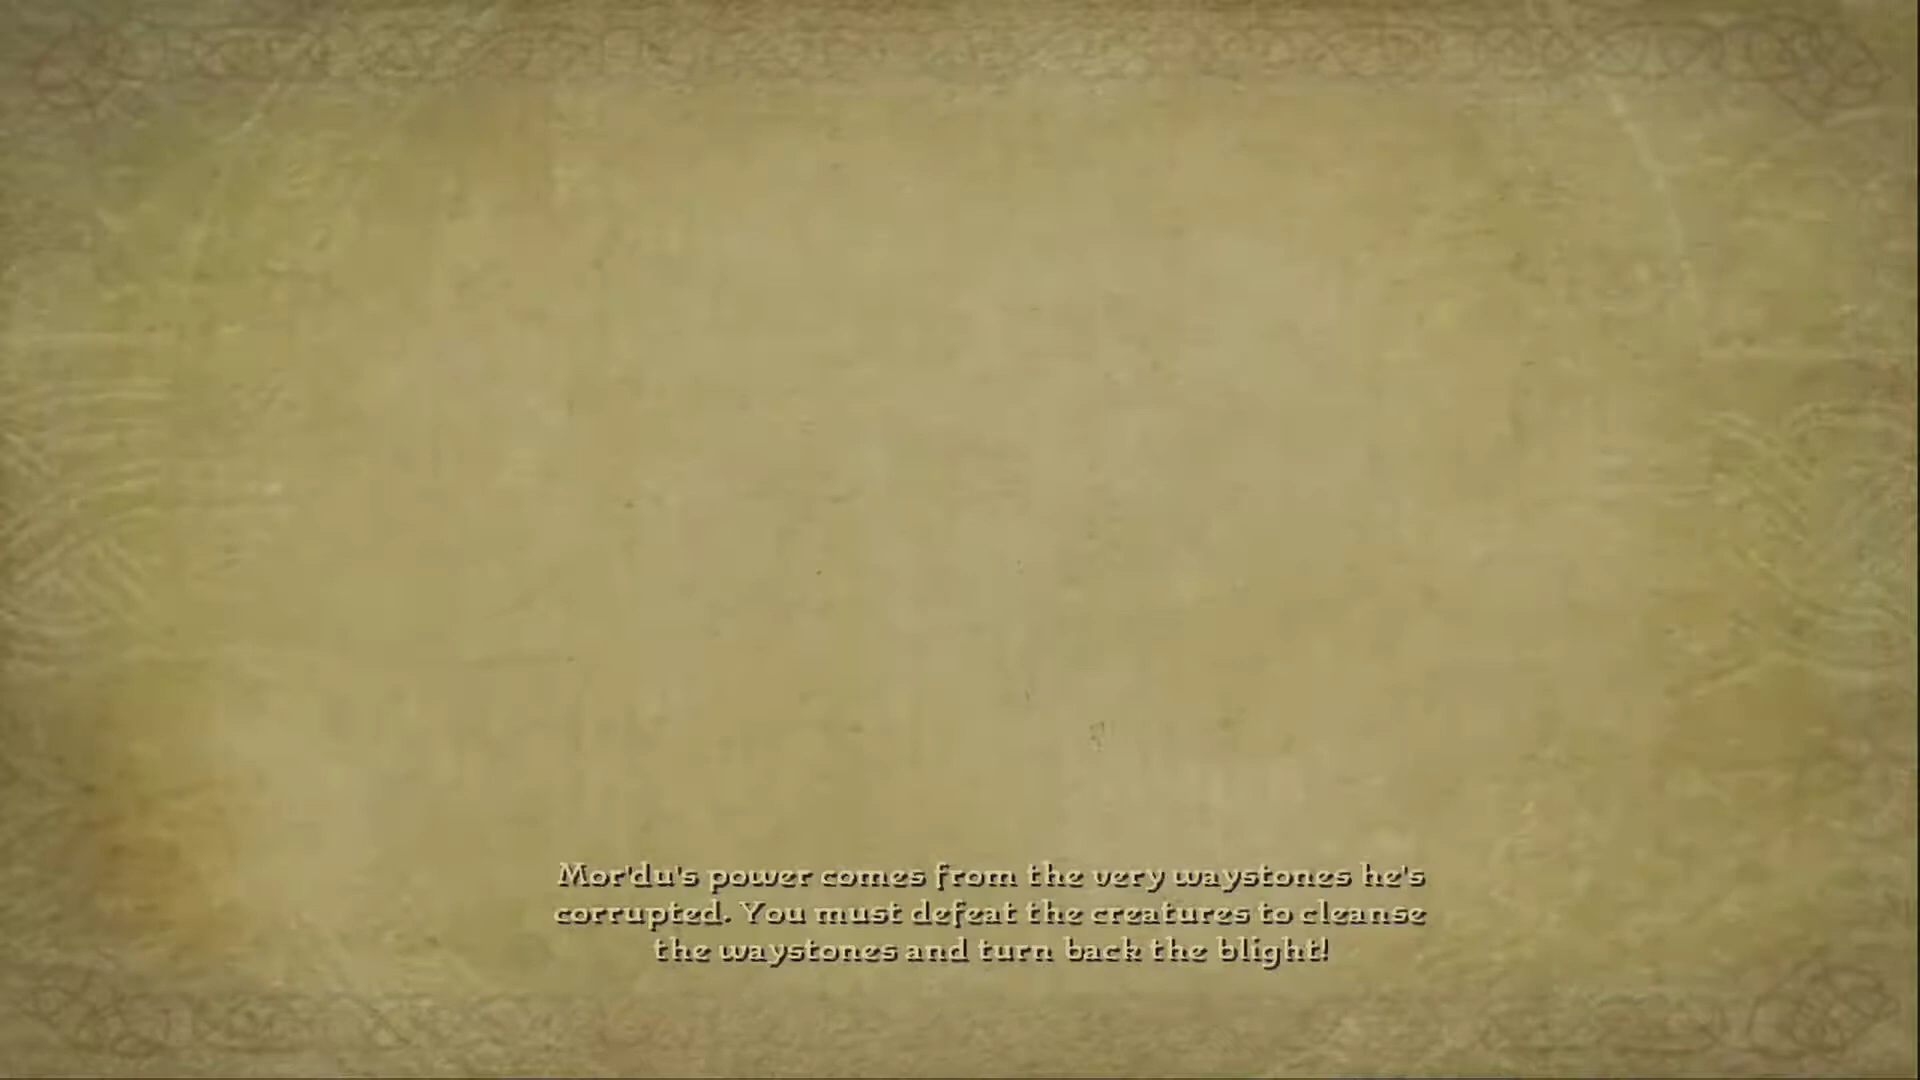 Mor'du's power comes from the very waystones he's
corrupted. You must defeat the creatures to cleanse
the waystones and turn back the blight!